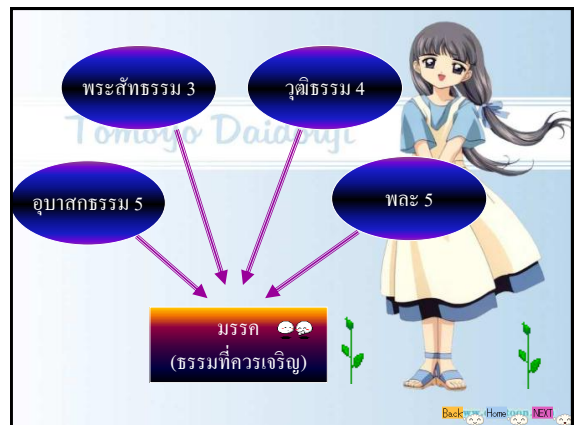 พระสัทธรรม 3
วุฒิธรรม 4
Tomoyo Daidouji
อุบาสกธรรม 5
พละ 5
มรรค
(ธรรมที่ควรเจริญ)
Back Home NEXT